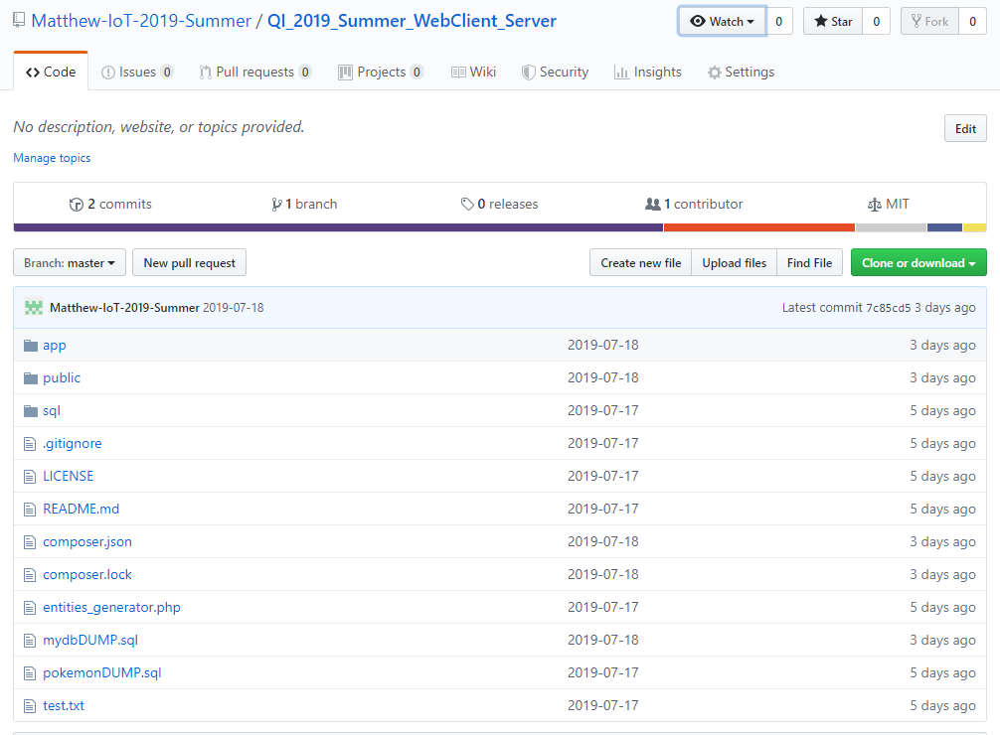 Matthew-IoT-2019-Summer / QI_2019_Summer_WebClient_Server Watch 0 Star 0 Fork 0
Code Issues 0 Pull requests 0 Projects 0 Wiki Security Insights Settings
No description, website, or topics provided. Edit
Manage topics
2 commits 1 branch 0 releases 1 contributor MIT
Branch: master New pull request Create new file Upload files Find File Clone or download
Matthew-IoT-2019-Summer 2019-07-18 Latest commit 7c85cd5 3 days ago
app 2019-07-18 3 days ago
public 2019-07-18 3 days ago
sql 2019-07-17 5 days ago
.gitignore 2019-07-17 5 days ago
LICENSE 2019-07-17 5 days ago
README.md 2019-07-17 5 days ago
composer.json 2019-07-18 3 days ago
composer.lock 2019-07-18 3 days ago
entities_generator.php 2019-07-17 5 days ago
mydbDUMP.sql 2019-07-18 3 days ago
pokemonDUMP.sql 2019-07-17 5 days ago
test.txt 2019-07-17 5 days ago